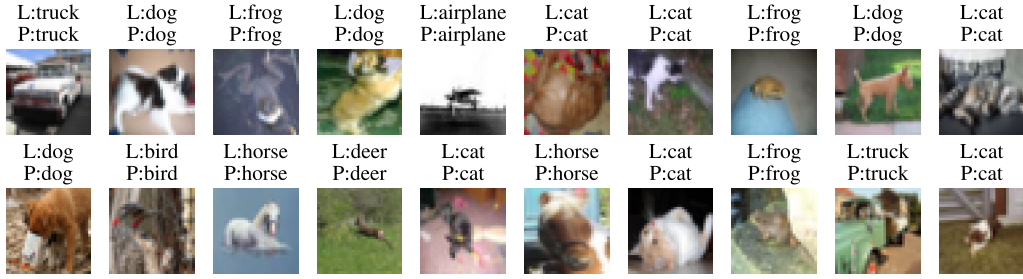 L:truck L:dog L:frog L:dog L:airplane L:cat L:cat L:frog L:dog L:cat
P:truck P:dog P:frog P:dog P:airplane P:cat P:cat P:frog P:dog P:cat
L:dog L:bird L:horse L:deer L:cat L:horse L:cat L:frog L:truck L:cat
P:dog P:bird P:horse P:deer P:cat P:horse P:cat P:frog P:truck P:cat